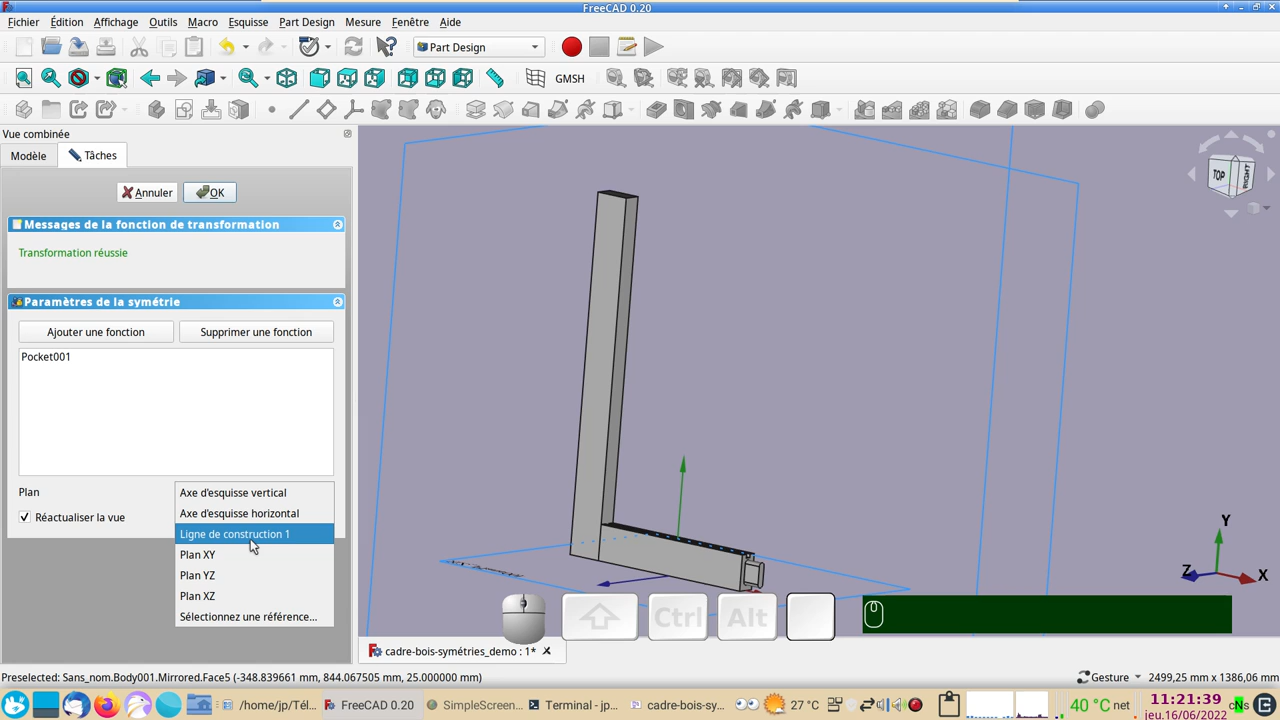 FreeCAD 0.20
Fichier Édition Affichage Outils Macro Esquisse Part Design Mesure Fenêtre Aide
Part Design
GMSH
Vue combinée
Modèle Tâches
Annuler OK
Messages de la fonction de transformation
Transformation réussie
Paramètres de la symétrie
Ajouter une fonction Supprimer une fonction
Pocket001
Plan
Réactualiser la vue
Axe d'esquisse vertical
Axe d'esquisse horizontal
Ligne de construction 1
Plan XY
Plan YZ
Plan XZ
Sélectionnez une référence...
TOP RIGHT
Y
Z X
Ctrl Alt
cadre-bois-symétries_demo : 1*
Preselected: Sans_nom.Body001.Mirrored.Face5 (-348.839661 mm, 844.067505 mm, 25.000000 mm)
Gesture 2499,25 mm x 1386,06 mm
/home/jp/Tél... FreeCAD 0.20 SimpleScreen... Terminal - jp... cadre-bois-sy... 27 °C 40 °C net 11:21:39
jeu.16/06/2022